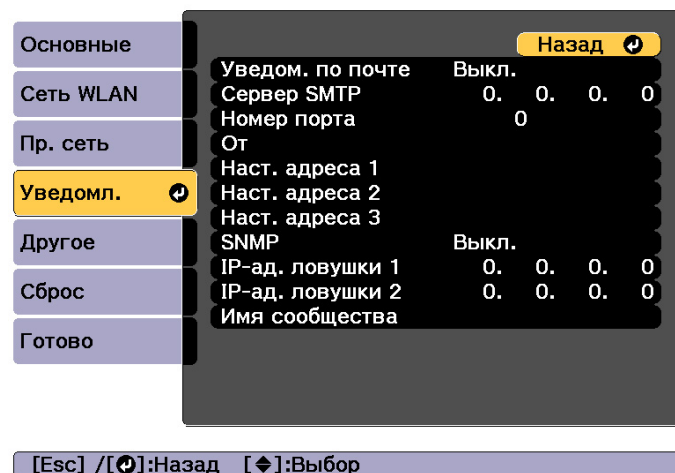 Основные
Сеть WLAN
Пр. сеть
Уведомл.
Другое
Сброс
Готово
Назад
Уведом. по почте Выкл.
Сервер SMTP 0. 0. 0. 0
Номер порта 0
От
Наст. адреса 1
Наст. адреса 2
Наст. адреса 3
SNMP Выкл.
IP-ад. ловушки 1 0. 0. 0. 0
IP-ад. ловушки 2 0. 0. 0. 0
Имя сообщества
[Esc] /[⏎]:Назад [◆]:Выбор